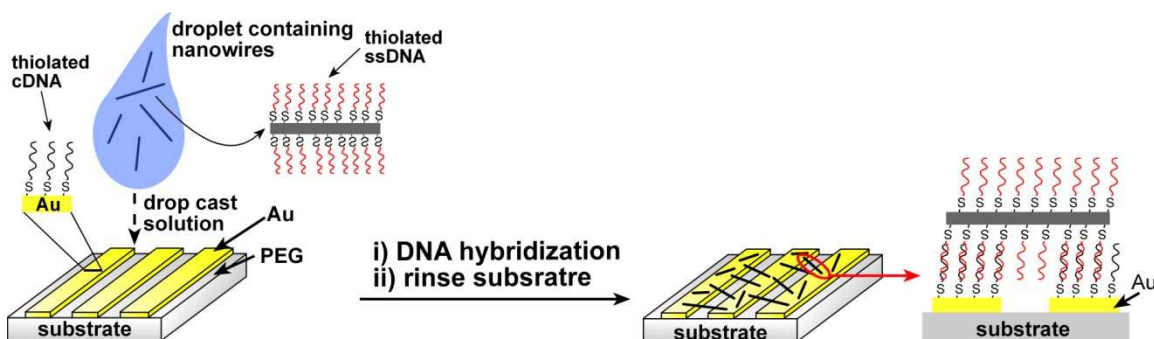 droplet containing
nanowires
thiolated
cDNA
thiolated
ssDNA
S S S S S S S S S
S S S S S S S S S
S S S
Au
drop cast
solution
Au
PEG
substrate
i) DNA hybridization
ii) rinse subsratre
substrate
S S S S S S S S S
S S S S S S S S S
S S S S S S S S
Au
substrate